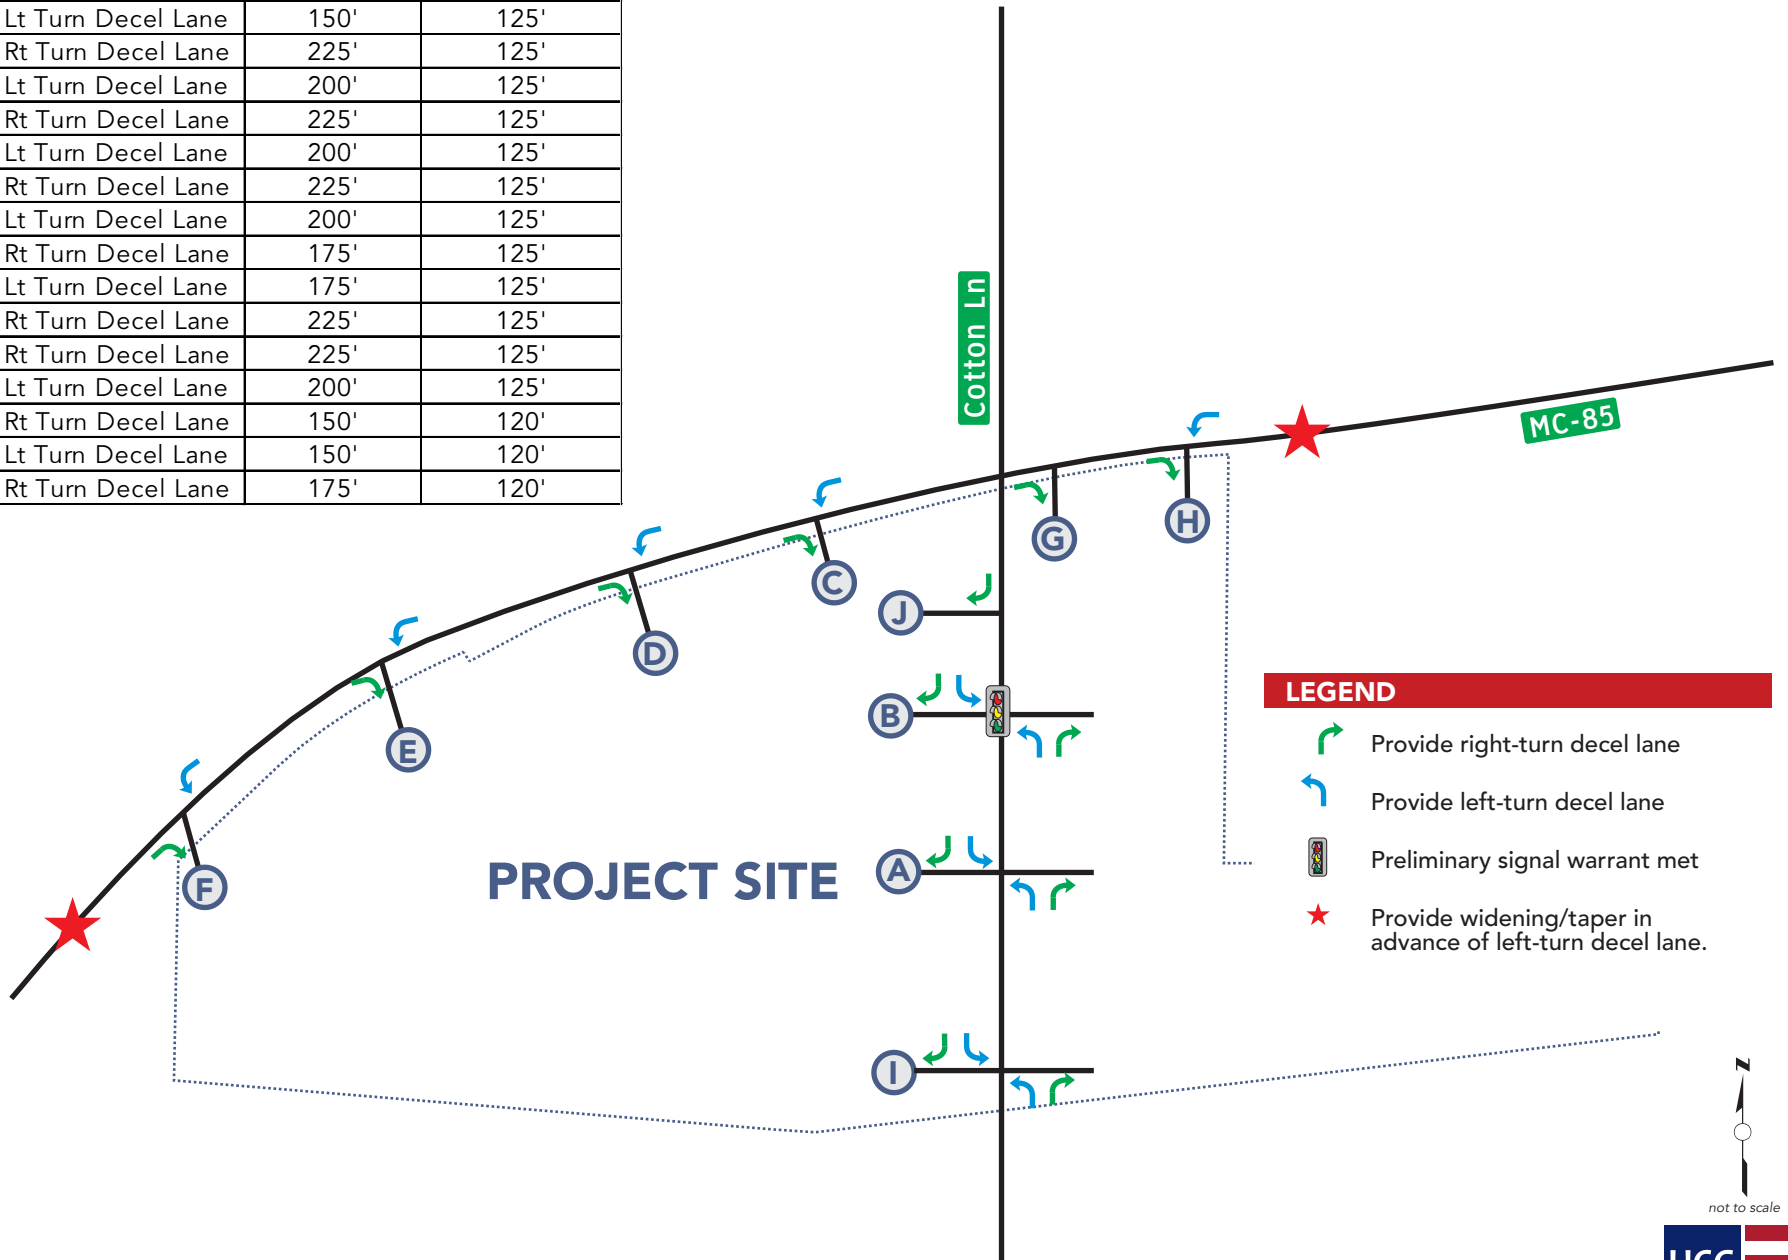 Lt Turn Decel Lane 150' 125'
Rt Turn Decel Lane 225' 125'
Lt Turn Decel Lane 200' 125'
Rt Turn Decel Lane 225' 125'
Lt Turn Decel Lane 200' 125'
Rt Turn Decel Lane 225' 125'
Lt Turn Decel Lane 200' 125'
Rt Turn Decel Lane 175' 125'
Lt Turn Decel Lane 175' 125'
Rt Turn Decel Lane 225' 125'
Rt Turn Decel Lane 225' 125'
Lt Turn Decel Lane 200' 125'
Rt Turn Decel Lane 150' 120'
Lt Turn Decel Lane 150' 120'
Rt Turn Decel Lane 175' 120'
Cotton Ln
MC-85
H
G
C
J
D
B
E
A
F
I
PROJECT SITE
LEGEND
Provide right-turn decel lane
Provide left-turn decel lane
Preliminary signal warrant met
Provide widening/taper in
advance of left-turn decel lane.
N
not to scale